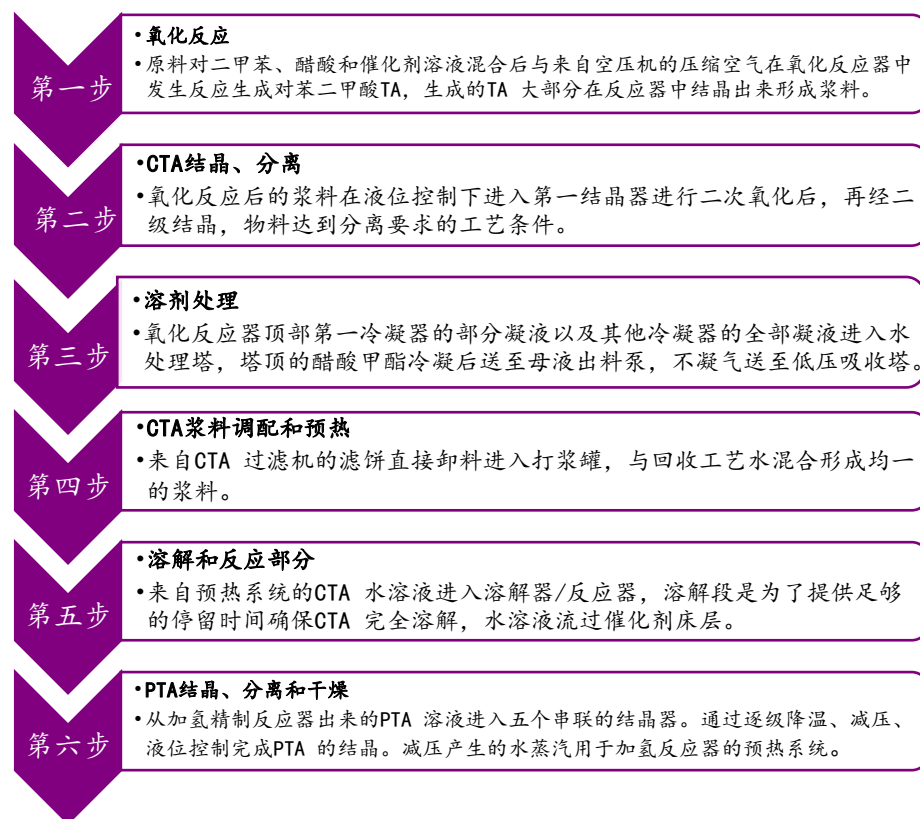 第一步
•氧化反应
•原料对二甲苯、醋酸和催化剂溶液混合后与来自空压机的压缩空气在氧化反应器中
发生反应生成对苯二甲酸TA，生成的TA 大部分在反应器中结晶出来形成浆料。
第二步
•CTA结晶、分离
•氧化反应后的浆料在液位控制下进入第一结晶器进行二次氧化后，再经二
级结晶，物料达到分离要求的工艺条件。
第三步
•溶剂处理
•氧化反应器顶部第一冷凝器的部分凝液以及其他冷凝器的全部凝液进入水
处理塔，塔顶的醋酸甲酯冷凝后送至母液出料泵，不凝气送至低压吸收塔。
第四步
•CTA浆料调配和预热
•来自CTA 过滤机的滤饼直接卸料进入打浆罐，与回收工艺水混合形成均一
的浆料。
第五步
•溶解和反应部分
•来自预热系统的CTA 水溶液进入溶解器/反应器，溶解段是为了提供足够
的停留时间确保CTA 完全溶解，水溶液流过催化剂床层。
第六步
•PTA结晶、分离和干燥
•从加氢精制反应器出来的PTA 溶液进入五个串联的结晶器。通过逐级降温、减压、
液位控制完成PTA 的结晶。减压产生的水蒸汽用于加氢反应器的预热系统。